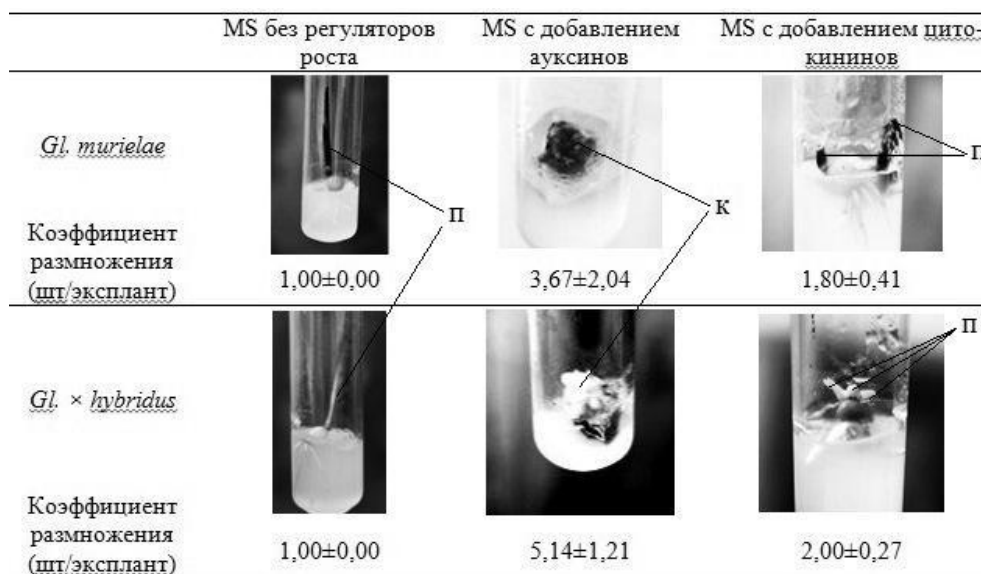 MS без регуляторов
роста
MS с добавлением
ауксинов
MS с добавлением цито-
кининов
Gl. murielae
П
К
П
Коэффициент
размножения
(шт/эксплант)
1,00±0,00
3,67±2,04
1,80±0,41
Gl. × hybridus
П
Коэффициент
размножения
(шт/эксплант)
1,00±0,00
5,14±1,21
2,00±0,27